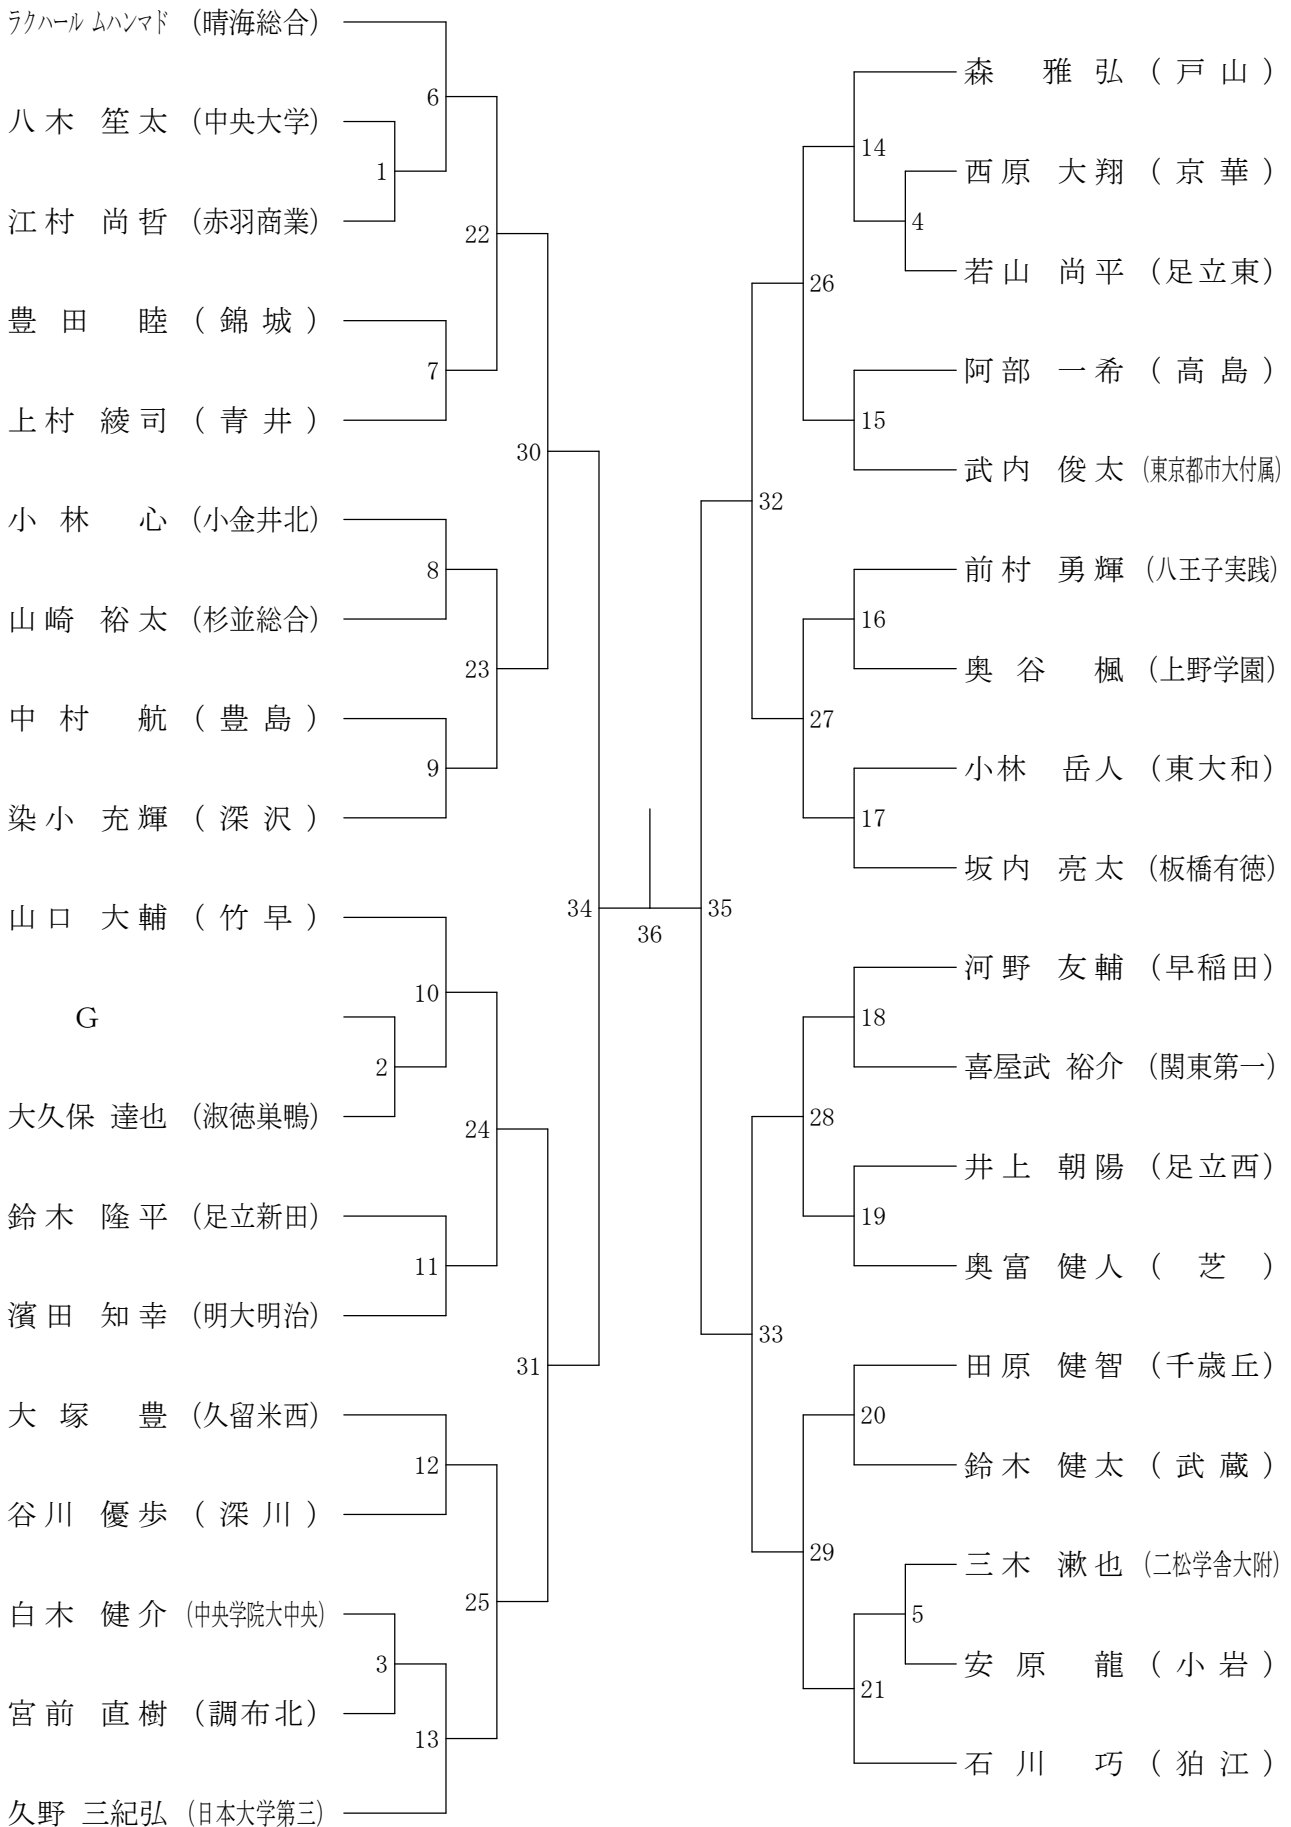 ラクハール ムハンマド (晴海総合)
八木 笙太 (中央大学)
江村 尚哲 (赤羽商業)
豊田 睦 (錦城)
上村 綾司 (青井)
小林 心 (小金井北)
山崎 裕太 (杉並総合)
中村 航 (豊島)
染小 充輝 (深沢)
山口 大輔 (竹早)
G
大久保 達也 (淑徳巣鴨)
鈴木 隆平 (足立新田)
濱田 知幸 (明大明治)
大塚 豊 (久留米西)
谷川 優歩 (深川)
白木 健介 (中央学院大中央)
宮前 直樹 (調布北)
久野 三紀弘 (日本大学第三)
1
2
3
6
7
8
9
10
11
12
13
22
23
24
25
30
31
34
36
35
32
33
26
27
28
29
14
15
16
17
18
19
20
21
4
5
森 雅弘 (戸山)
西原 大翔 (京華)
若山 尚平 (足立東)
阿部 一希 (高島)
武内 俊太 (東京都市大付属)
前村 勇輝 (八王子実践)
奥谷 楓 (上野学園)
小林 岳人 (東大和)
坂内 亮太 (板橋有徳)
河野 友輔 (早稲田)
喜屋武 裕介 (関東第一)
井上 朝陽 (足立西)
奥富 健人 (芝)
田原 健智 (千歳丘)
鈴木 健太 (武蔵)
三木 漱也 (二松学舎大附)
安原 龍 (小岩)
石川 巧 (狛江)